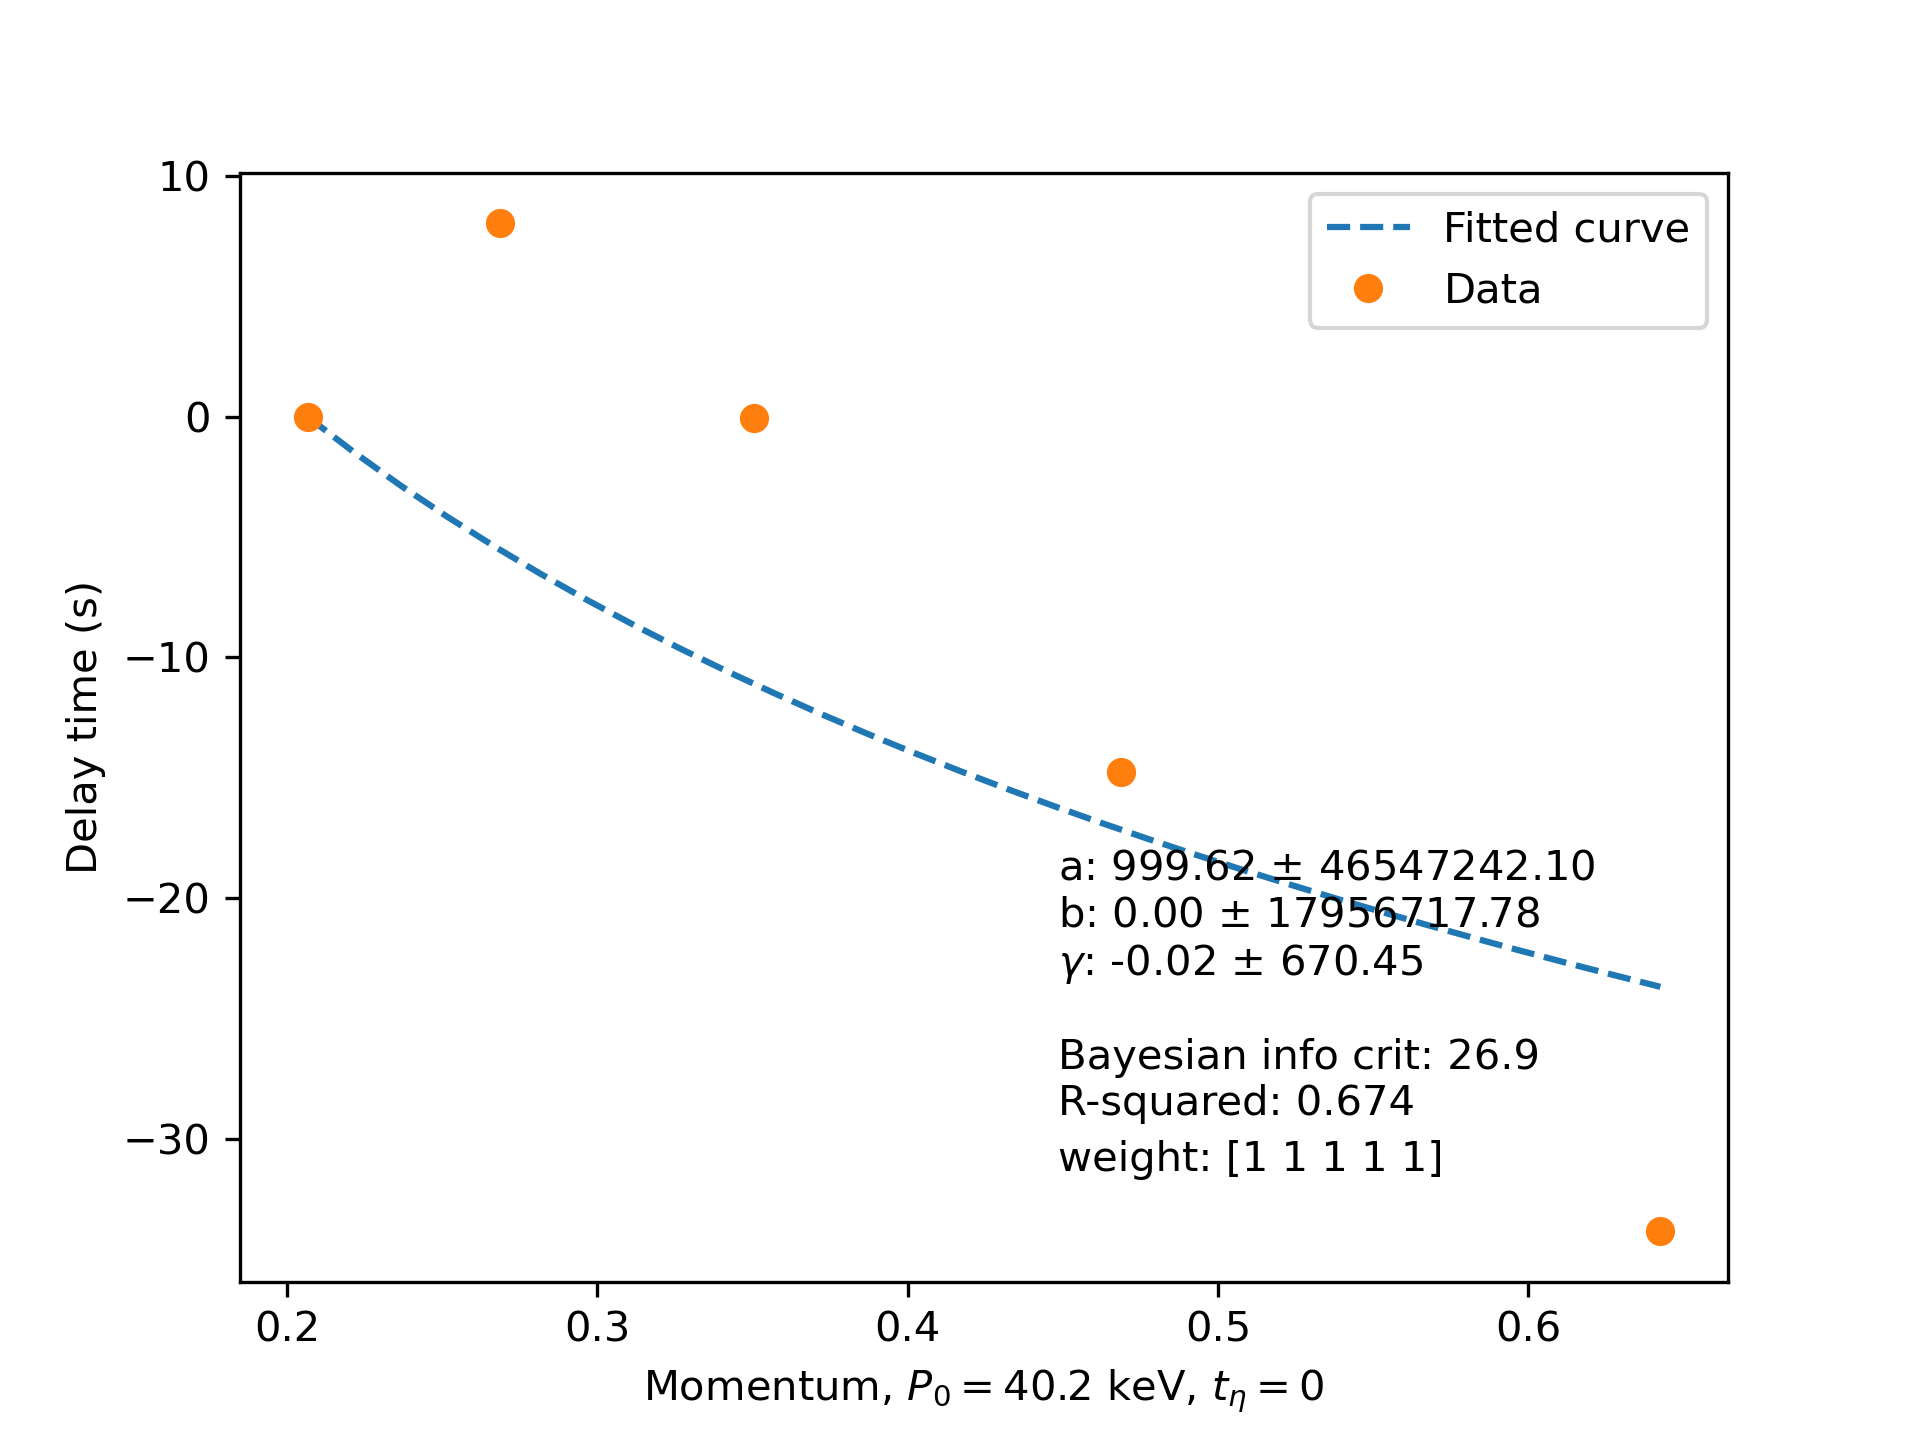 10
0
−10
−20
−30
Delay time (s)
Fitted curve
Data
a: 999.62 ± 46547242.10
b: 0.00 ± 17956717.78
γ: -0.02 ± 670.45
Bayesian info crit: 26.9
R-squared: 0.674
weight: [1 1 1 1 1]
0.2 0.3 0.4 0.5 0.6
Momentum, P₀ = 40.2 keV, tη = 0